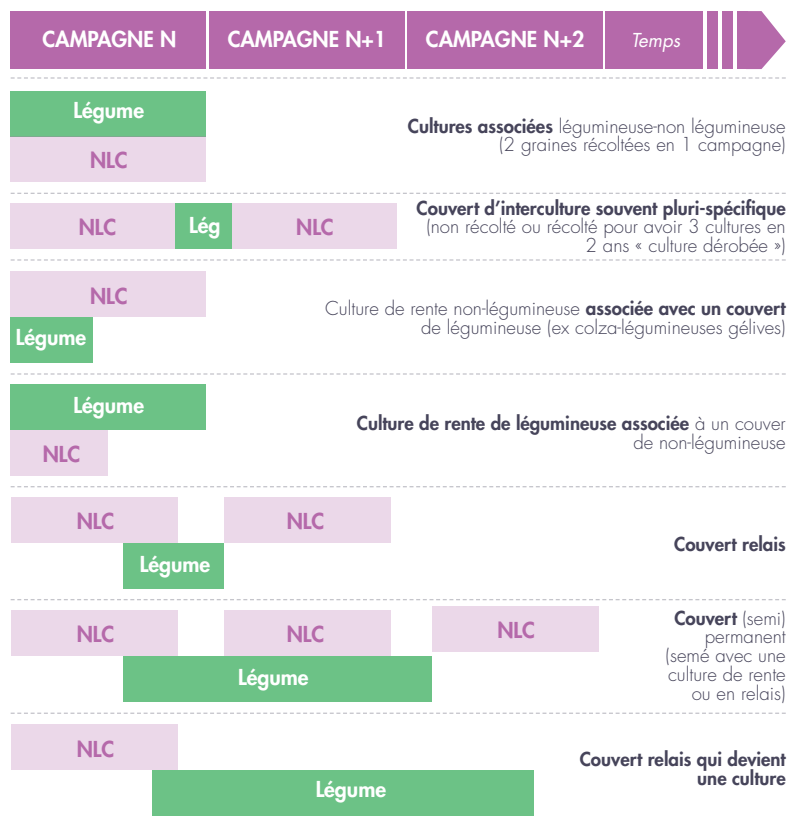 CAMPAGNE N
CAMPAGNE N+1
CAMPAGNE N+2
Temps
Légume
NLC
Cultures associées légumineuse-non légumineuse
(2 graines récoltées en 1 campagne)
NLC
Lég
NLC
Couvert d’interculture souvent pluri-spécifique
(non récolté ou récolté pour avoir 3 cultures en
2 ans « culture dérobée »)
NLC
Légume
Culture de rente non-légumineuse associée avec un couvert
de légumineuse (ex colza-légumineuses gélives)
Légume
NLC
Culture de rente de légumineuse associée à un couver
de non-légumineuse
NLC
NLC
Légume
Couvert relais
NLC
NLC
NLC
Légume
Couvert (semi)
permanent
(semé avec une
culture de rente
ou en relais)
NLC
Légume
Couvert relais qui devient
une culture